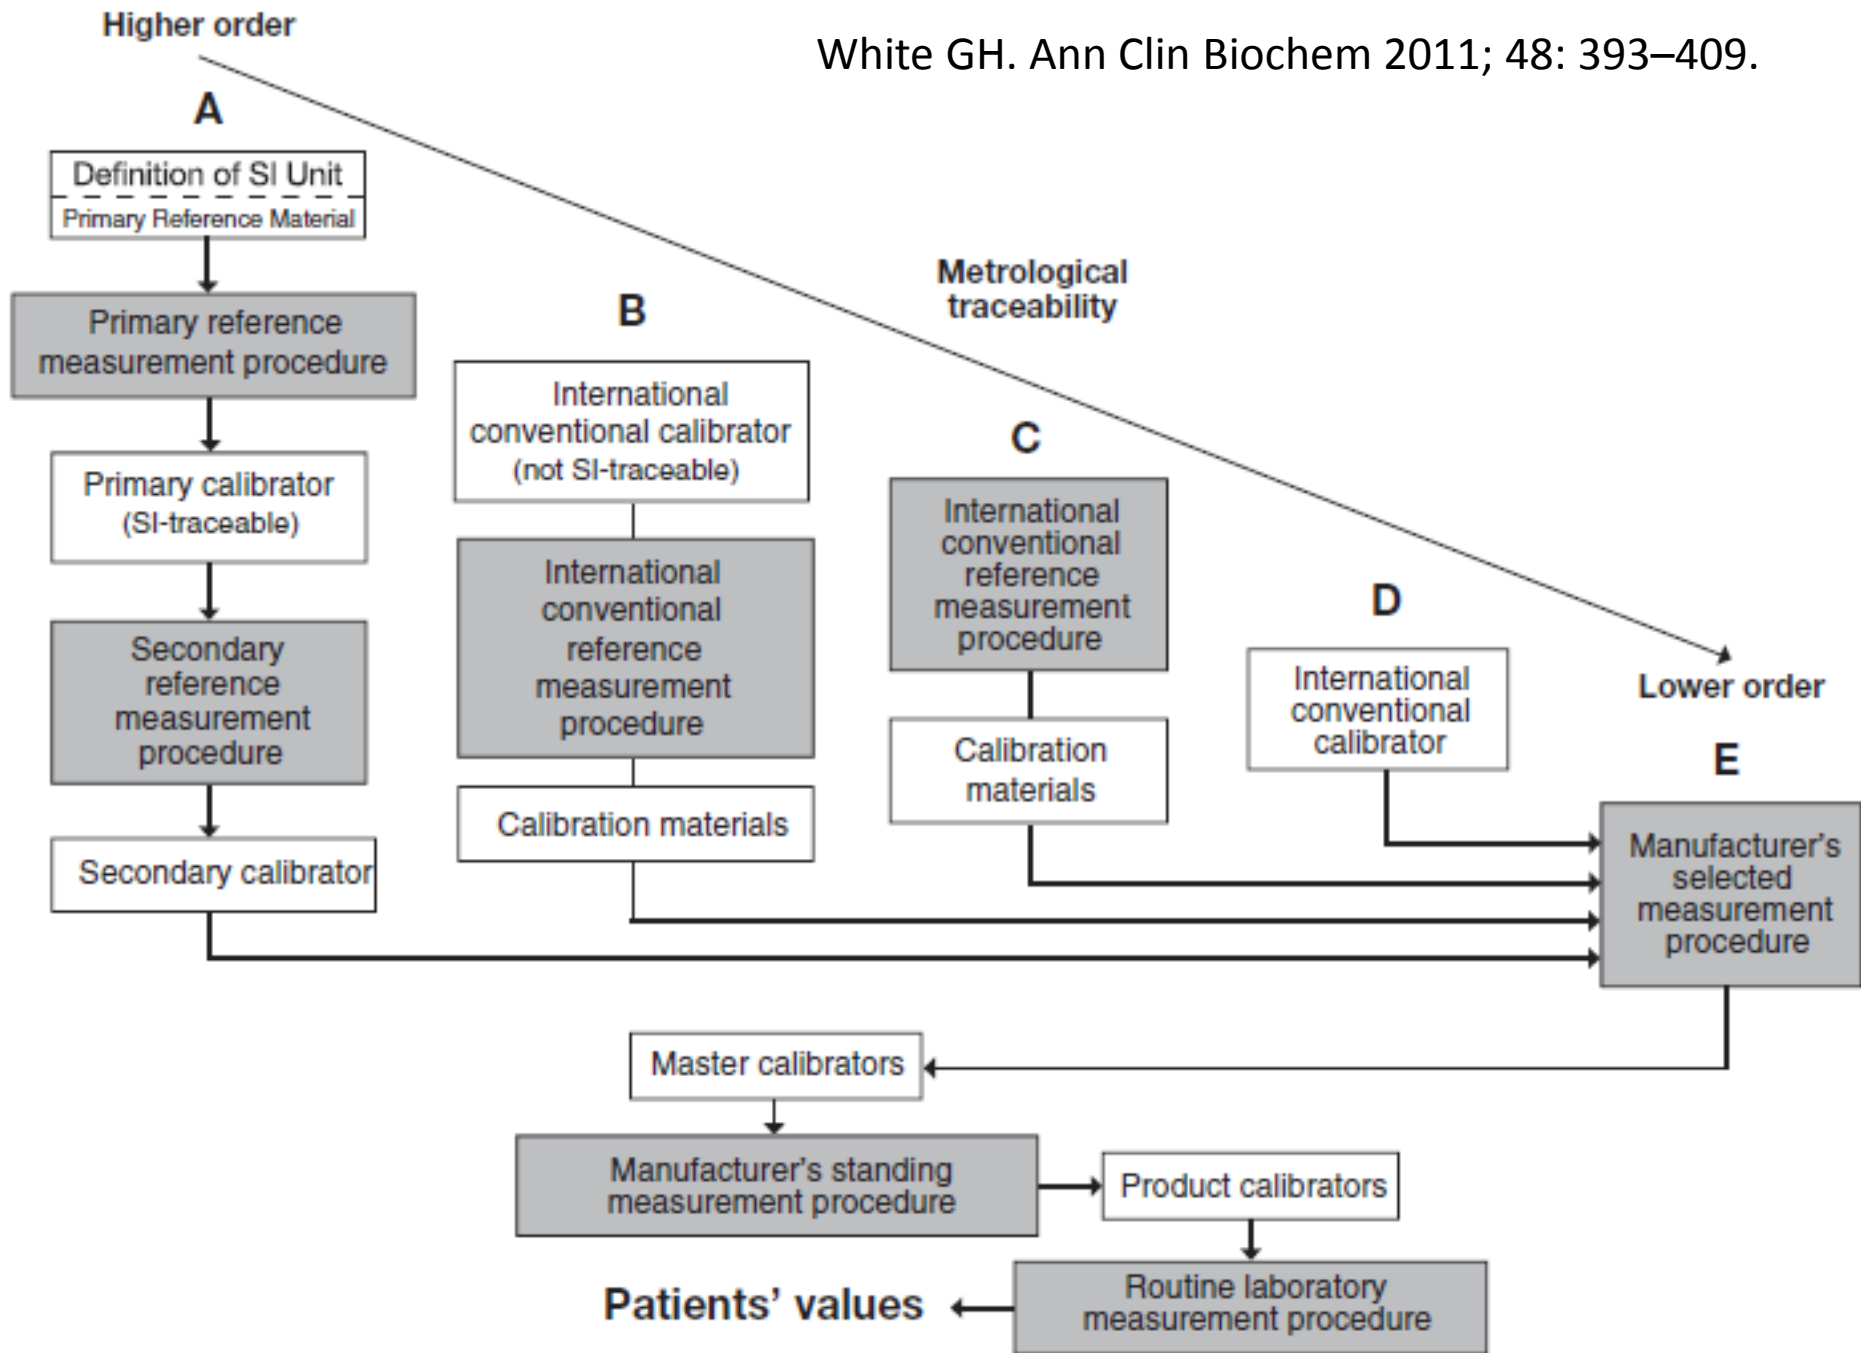 Higher order
White GH. Ann Clin Biochem 2011; 48: 393–409.
A
Definition of SI Unit
Primary Reference Material
Primary reference
measurement procedure
Primary calibrator
(SI-traceable)
Secondary
reference
measurement
procedure
Secondary calibrator
B
International
conventional calibrator
(not SI-traceable)
International
conventional
reference
measurement
procedure
Calibration materials
Metrological
traceability
C
International
conventional
reference
measurement
procedure
Calibration
materials
D
International
conventional
calibrator
Lower order
E
Manufacturer’s
selected
measurement
procedure
Master calibrators
Manufacturer’s standing
measurement procedure
Product calibrators
Routine laboratory
measurement procedure
Patients’ values